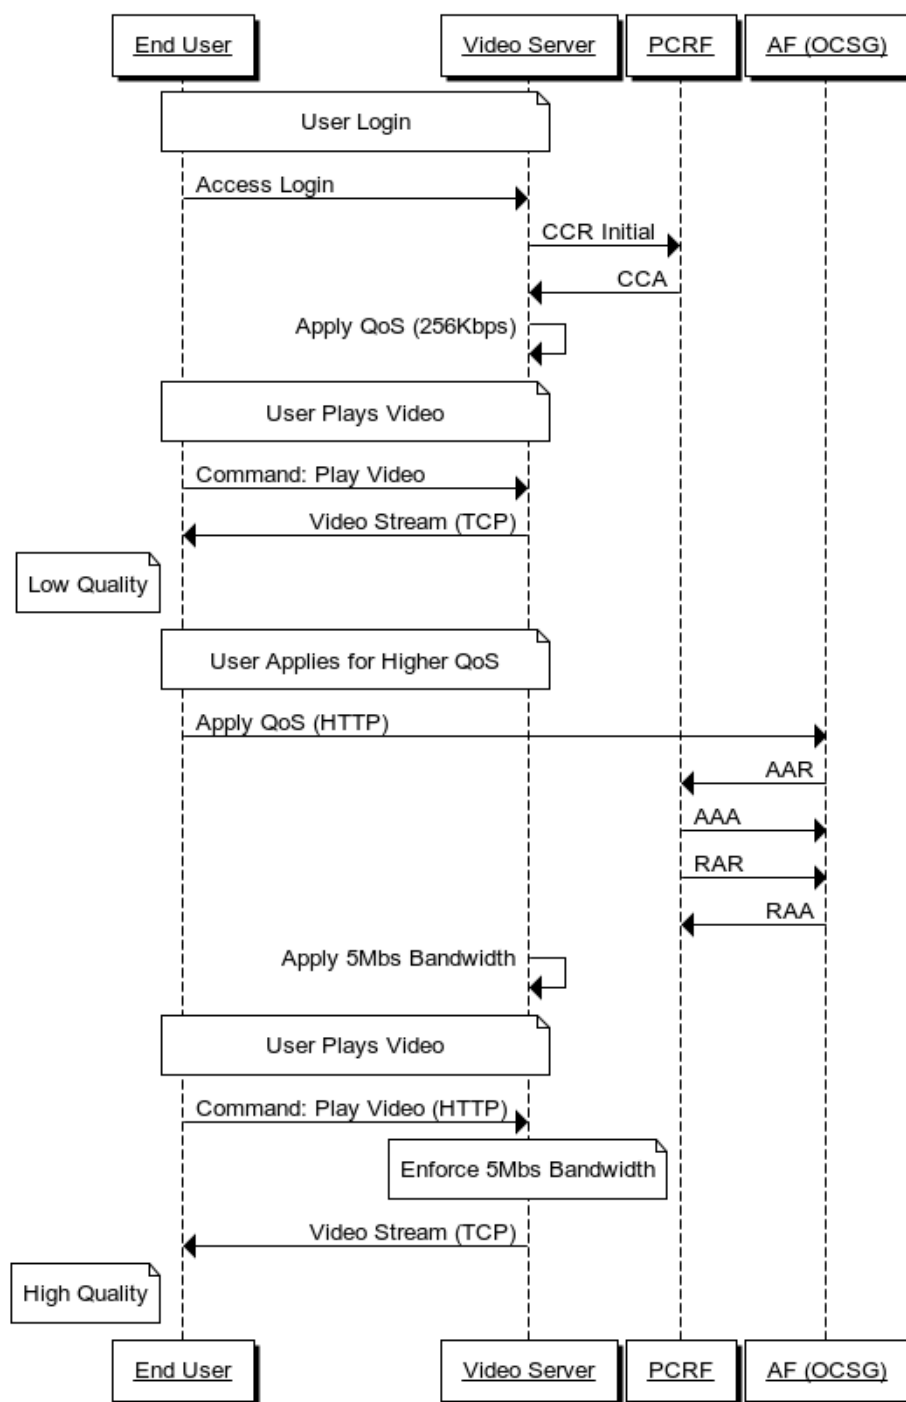 End User
Video Server
PCRF
AF (OCSG)
User Login
Access Login
CCR Initial
CCA
Apply QoS (256Kbps)
User Plays Video
Command: Play Video
Video Stream (TCP)
Low Quality
User Applies for Higher QoS
Apply QoS (HTTP)
AAR
AAA
RAR
RAA
Apply 5Mbs Bandwidth
User Plays Video
Command: Play Video (HTTP)
Enforce 5Mbs Bandwidth
Video Stream (TCP)
High Quality
End User
Video Server
PCRF
AF (OCSG)